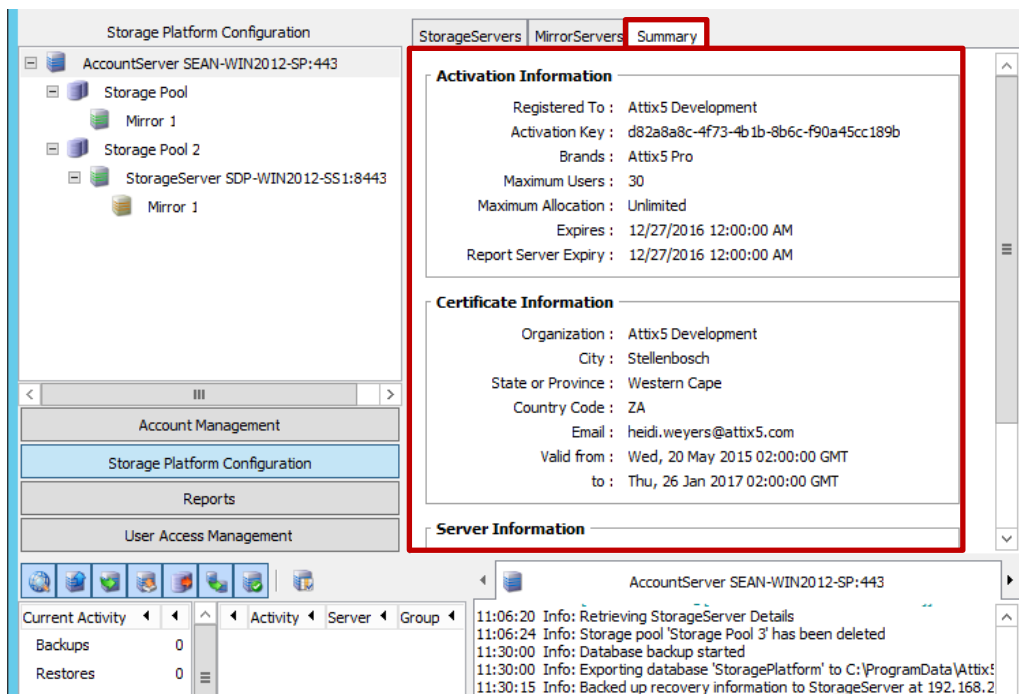 Storage Platform Configuration
AccountServer SEAN-WIN2012-SP:443
Storage Pool
Mirror 1
Storage Pool 2
StorageServer SDP-WIN2012-SS1:8443
Mirror 1
Account Management
Storage Platform Configuration
Reports
User Access Management
StorageServers MirrorServers Summary
Activation Information
Registered To : Attix5 Development
Activation Key : d82a8a8c-4f73-4b1b-8b6c-f90a45cc189b
Brands : Attix5 Pro
Maximum Users : 30
Maximum Allocation : Unlimited
Expires : 12/27/2016 12:00:00 AM
Report Server Expiry : 12/27/2016 12:00:00 AM
Certificate Information
Organization : Attix5 Development
City : Stellenbosch
State or Province : Western Cape
Country Code : ZA
Email : heidi.weyers@attix5.com
Valid from : Wed, 20 May 2015 02:00:00 GMT
to : Thu, 26 Jan 2017 02:00:00 GMT
Server Information
Current Activity
Backups 0
Restores 0
Activity Server Group
AccountServer SEAN-WIN2012-SP:443
11:06:20 Info: Retrieving StorageServer Details
11:06:24 Info: Storage pool 'Storage Pool 3' has been deleted
11:30:00 Info: Database backup started
11:30:00 Info: Exporting database 'StoragePlatform' to C:\ProgramData\Attix5
11:30:15 Info: Backed up recovery information to StorageServer at 192.168.2